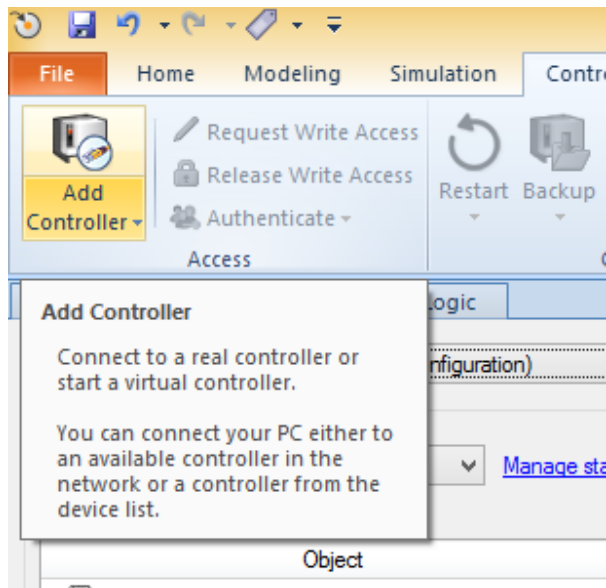 File Home Modeling Simulation Contr
Add
Controller
Request Write Access
Release Write Access
Authenticate
Restart Backup
Access
Logic
Add Controller
Connect to a real controller or
start a virtual controller.
You can connect your PC either to
an available controller in the
network or a controller from the
device list.
nfiguration)
Manage sta
Object